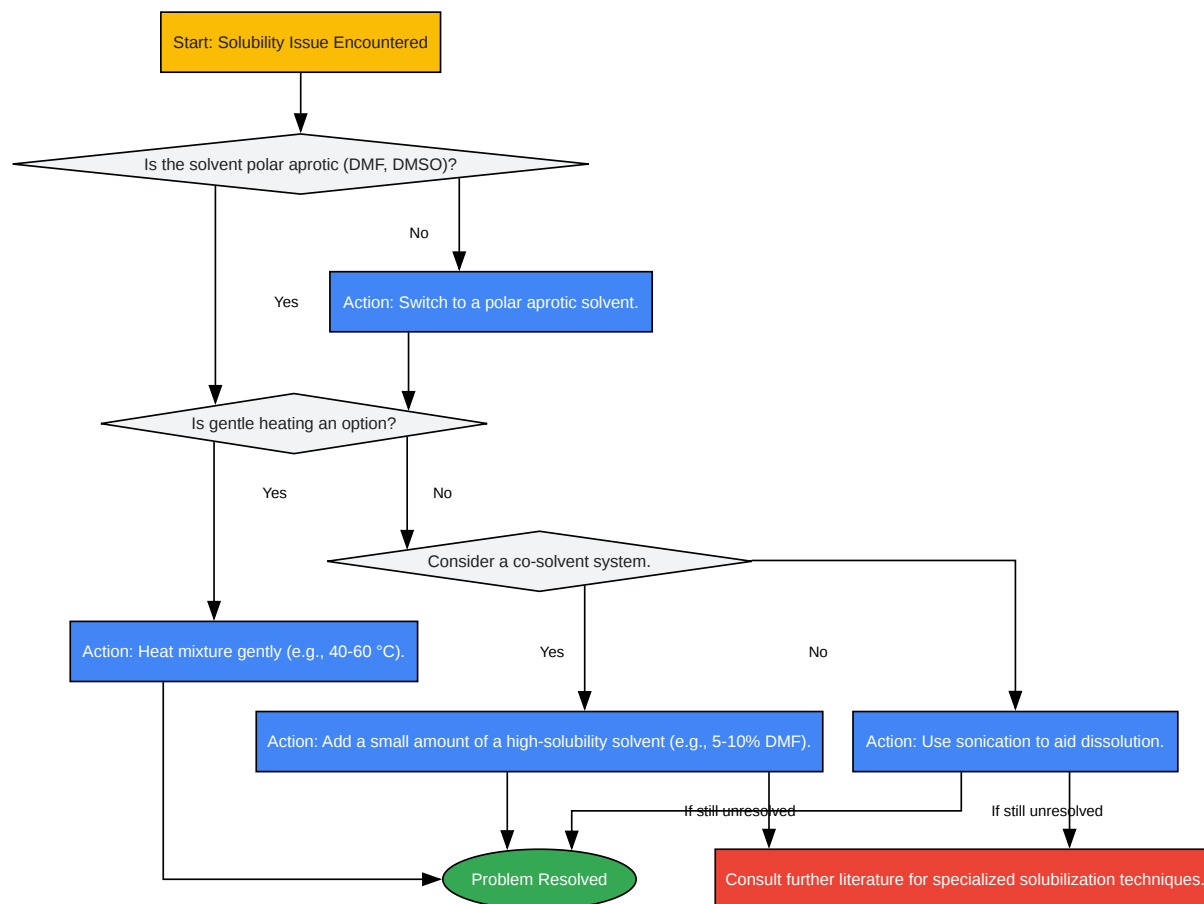 Start: Solubility Issue Encountered
Is the solvent polar aprotic (DMF, DMSO)?
No
Yes
Action: Switch to a polar aprotic solvent.
Is gentle heating an option?
Yes
No
Consider a co-solvent system.
Action: Heat mixture gently (e.g., 40-60 °C).
Yes
No
Action: Add a small amount of a high-solubility solvent (e.g., 5-10% DMF).
Action: Use sonication to aid dissolution.
If still unresolved
If still unresolved
Problem Resolved
Consult further literature for specialized solubilization techniques.